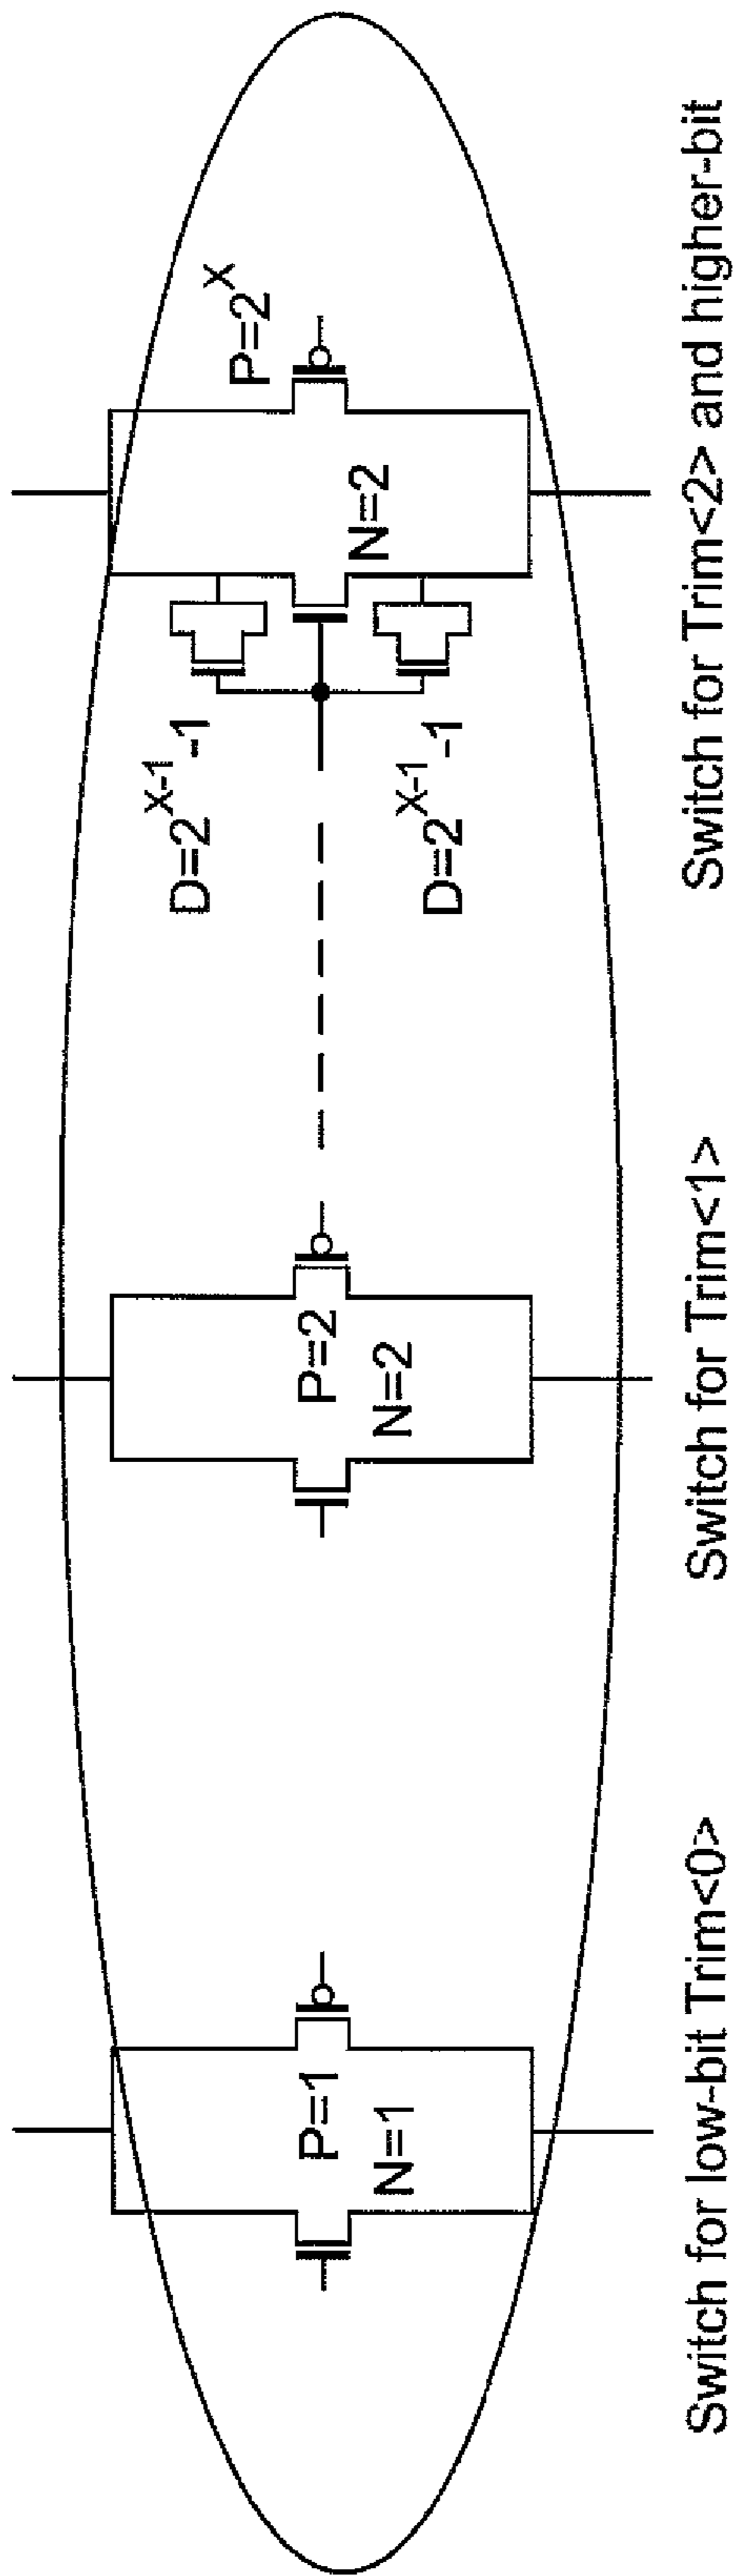 P=1
N=1
P=2
N=2
D=2^X-1 -1
D=2^X-1 -1
N=2
P=2^X
Switch for low-bit Trim<0>
Switch for Trim<1>
Switch for Trim<2> and higher-bit